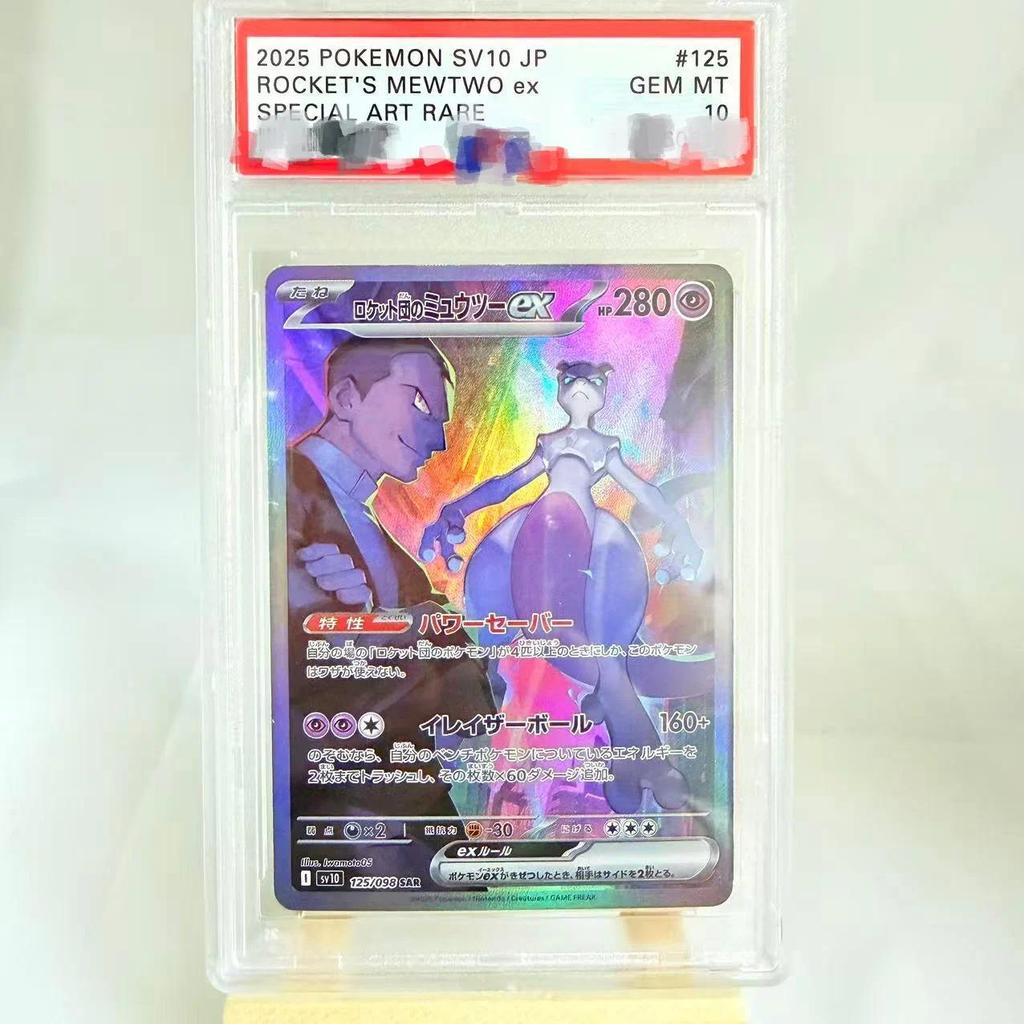 2025 POKEMON SV10 JP #125
ROCKET'S MEWTWO ex GEM MT
SPECIAL ART RARE 10
たね ロケット団のミュウツーex HP 280
特性 とくせい パワーセーバー
自分の場の「ロケット団のポケモン」が4匹以上のときにしか、このポケモン
はワザが使えない。
イレイザーボール 160+
のぞむなら、自分のベンチポケモンについているエネルギーを
2枚までトラッシュし、その枚数×60ダメージ追加。
弱点 ×2 抵抗力 -30 にげる
exルール
ポケモンexがきぜつしたとき、相手はサイドを2枚とる。
Illus. Iwamoto05
I sv10 125/098 SAR
Pokémon / Nintendo / Creatures / GAME FREAK